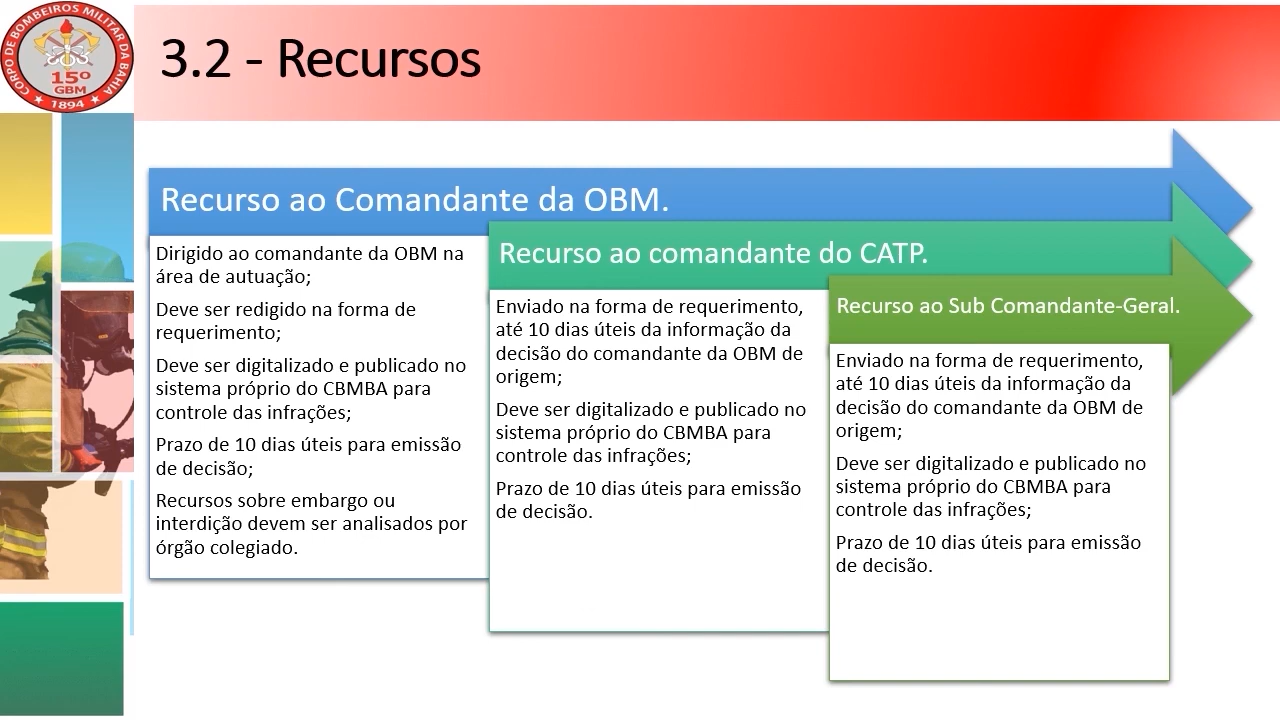 CORPO DE BOMBEIROS MILITAR DA BAHIA
15º
GBM
1894
3.2 - Recursos
Recurso ao Comandante da OBM.
Dirigido ao comandante da OBM na
área de autuação;
Deve ser redigido na forma de
requerimento;
Deve ser digitalizado e publicado no
sistema próprio do CBMBA para
controle das infrações;
Prazo de 10 dias úteis para emissão
de decisão;
Recursos sobre embargo ou
interdição devem ser analisados por
órgão colegiado.
Recurso ao comandante do CATP.
Enviado na forma de requerimento,
até 10 dias úteis da informação da
decisão do comandante da OBM de
origem;
Deve ser digitalizado e publicado no
sistema próprio do CBMBA para
controle das infrações;
Prazo de 10 dias úteis para emissão
de decisão.
Recurso ao Sub Comandante-Geral.
Enviado na forma de requerimento,
até 10 dias úteis da informação da
decisão do comandante da OBM de
origem;
Deve ser digitalizado e publicado no
sistema próprio do CBMBA para
controle das infrações;
Prazo de 10 dias úteis para emissão
de decisão.